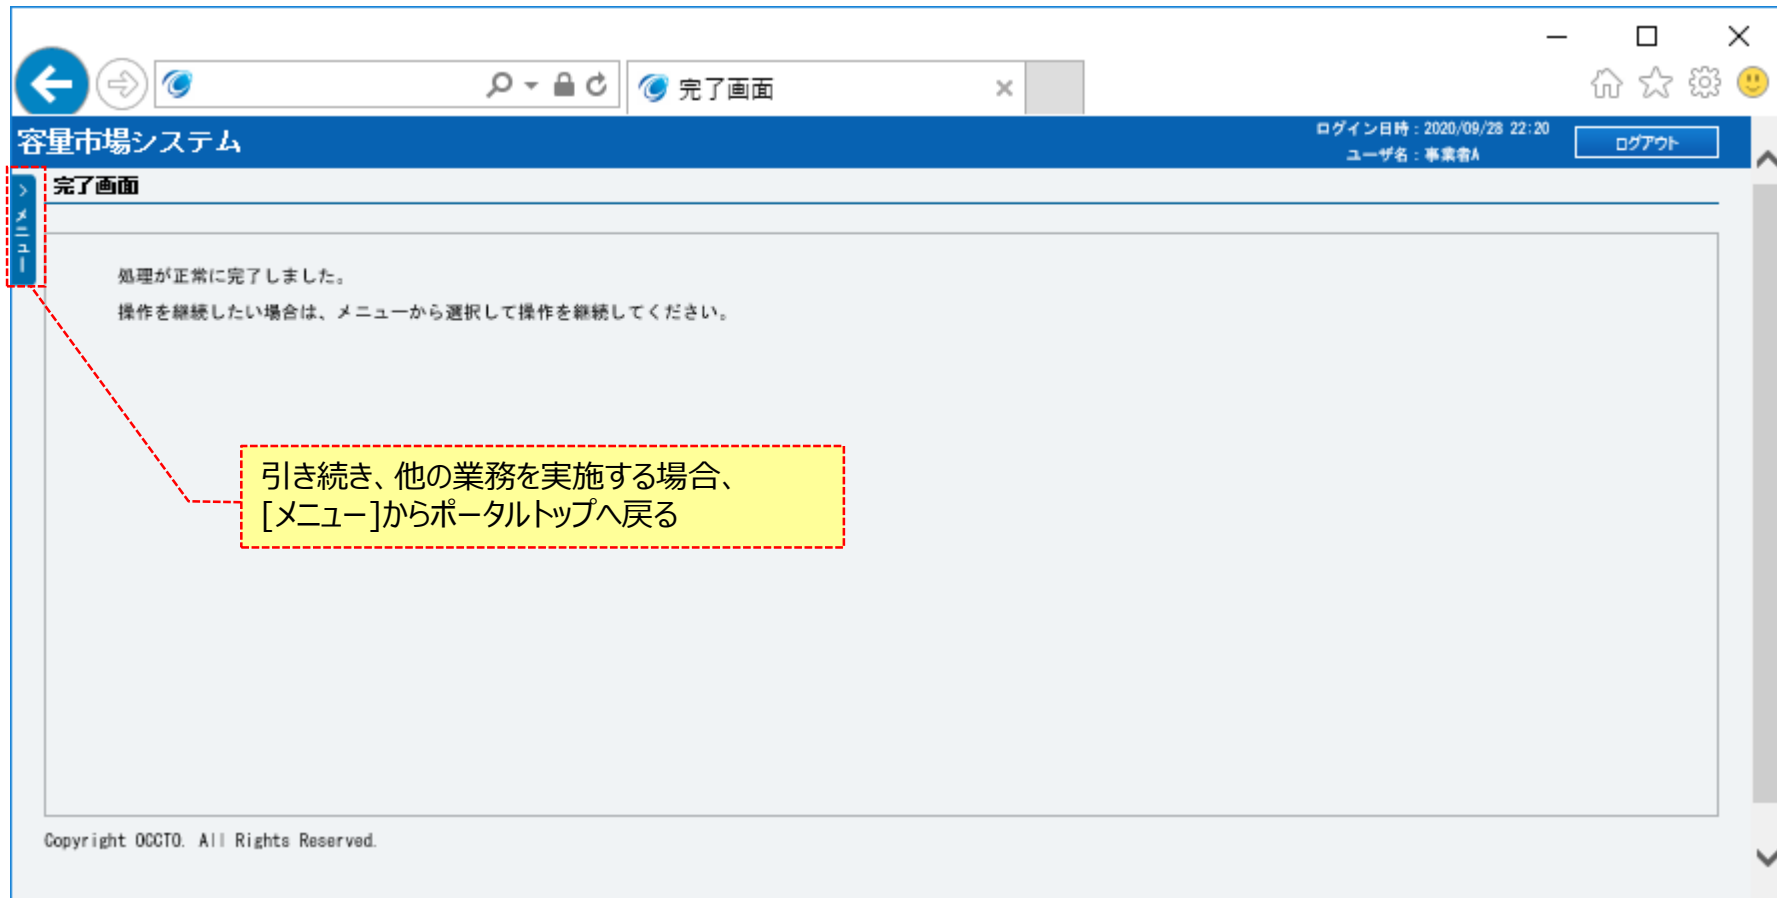 完了画面
容量市場システム
ログイン日時：2020/09/28 22:20
ユーザ名：事業者A
ログアウト
> メニュー
完了画面
処理が正常に完了しました。
操作を継続したい場合は、メニューから選択して操作を継続してください。
引き続き、他の業務を実施する場合、
[メニュー]からポータルトップへ戻る
Copyright OCCTO. All Rights Reserved.